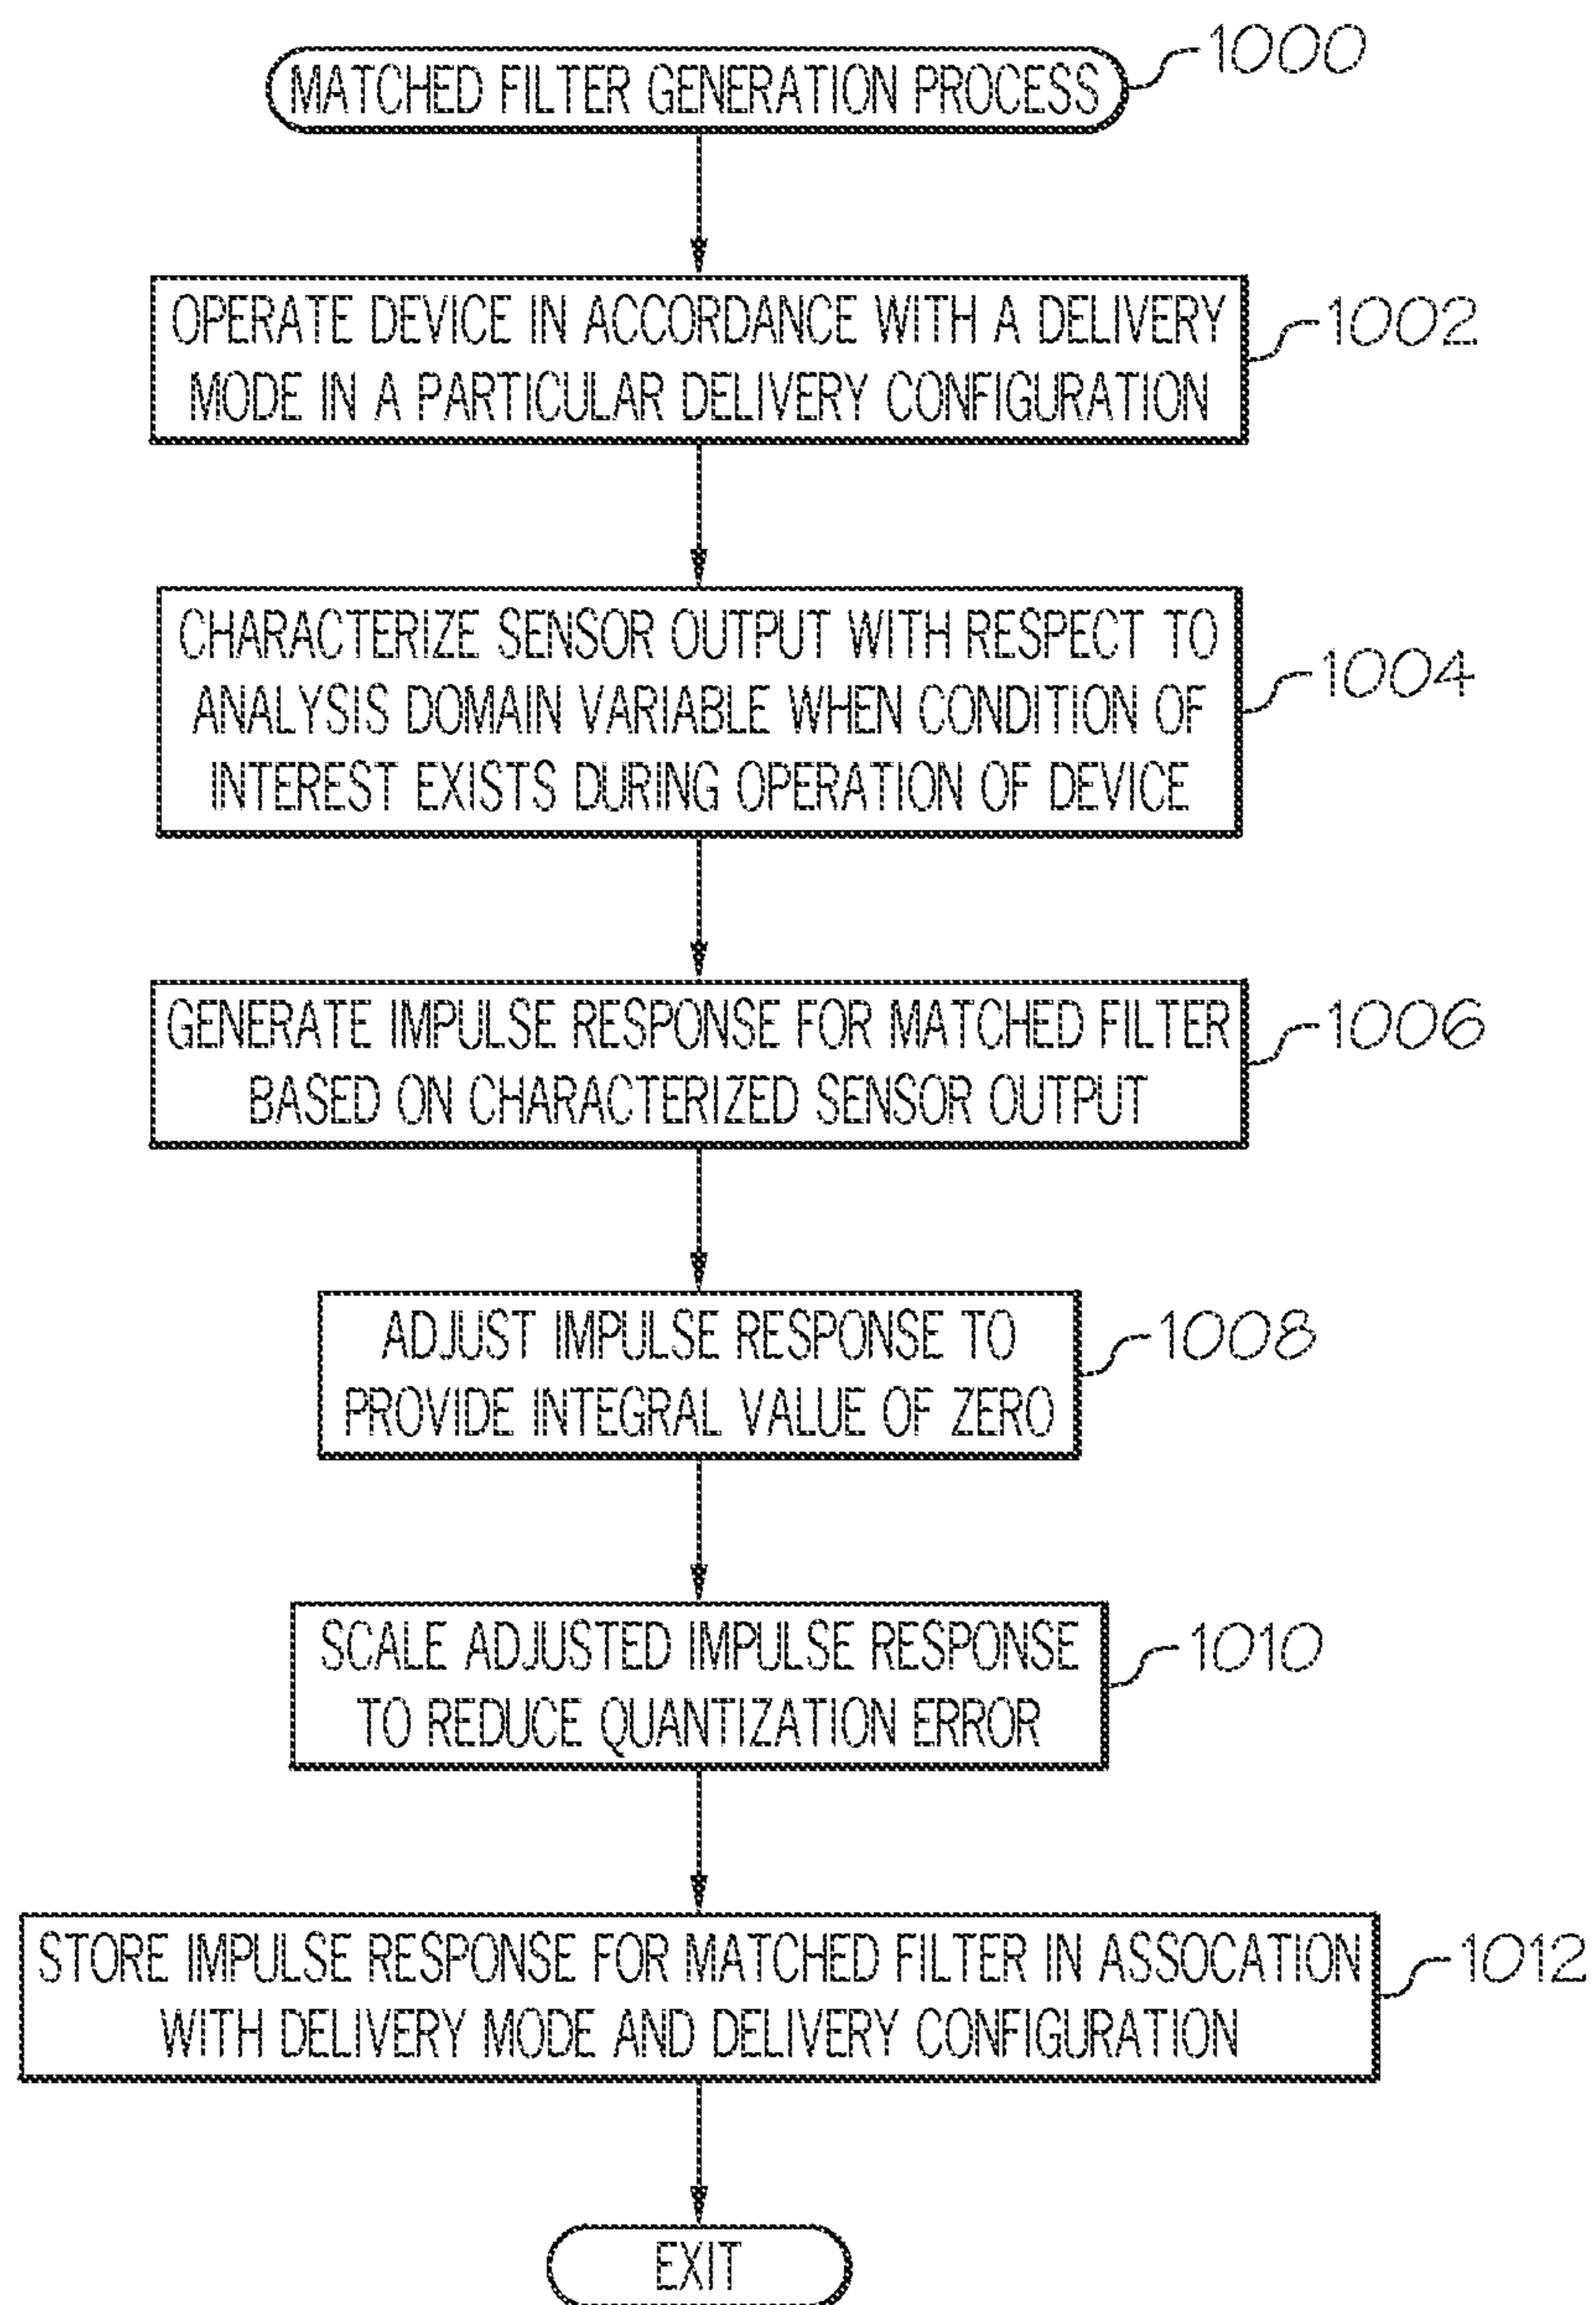 MATCHED FILTER GENERATION PROCESS
1000
OPERATE DEVICE IN ACCORDANCE WITH A DELIVERY
MODE IN A PARTICULAR DELIVERY CONFIGURATION
1002
CHARACTERIZE SENSOR OUTPUT WITH RESPECT TO
ANALYSIS DOMAIN VARIABLE WHEN CONDITION OF
INTEREST EXISTS DURING OPERATION OF DEVICE
1004
GENERATE IMPULSE RESPONSE FOR MATCHED FILTER
BASED ON CHARACTERIZED SENSOR OUTPUT
1006
ADJUST IMPULSE RESPONSE TO
PROVIDE INTEGRAL VALUE OF ZERO
1008
SCALE ADJUSTED IMPULSE RESPONSE
TO REDUCE QUANTIZATION ERROR
1010
STORE IMPULSE RESPONSE FOR MATCHED FILTER IN ASSOCATION
WITH DELIVERY MODE AND DELIVERY CONFIGURATION
1012
EXIT